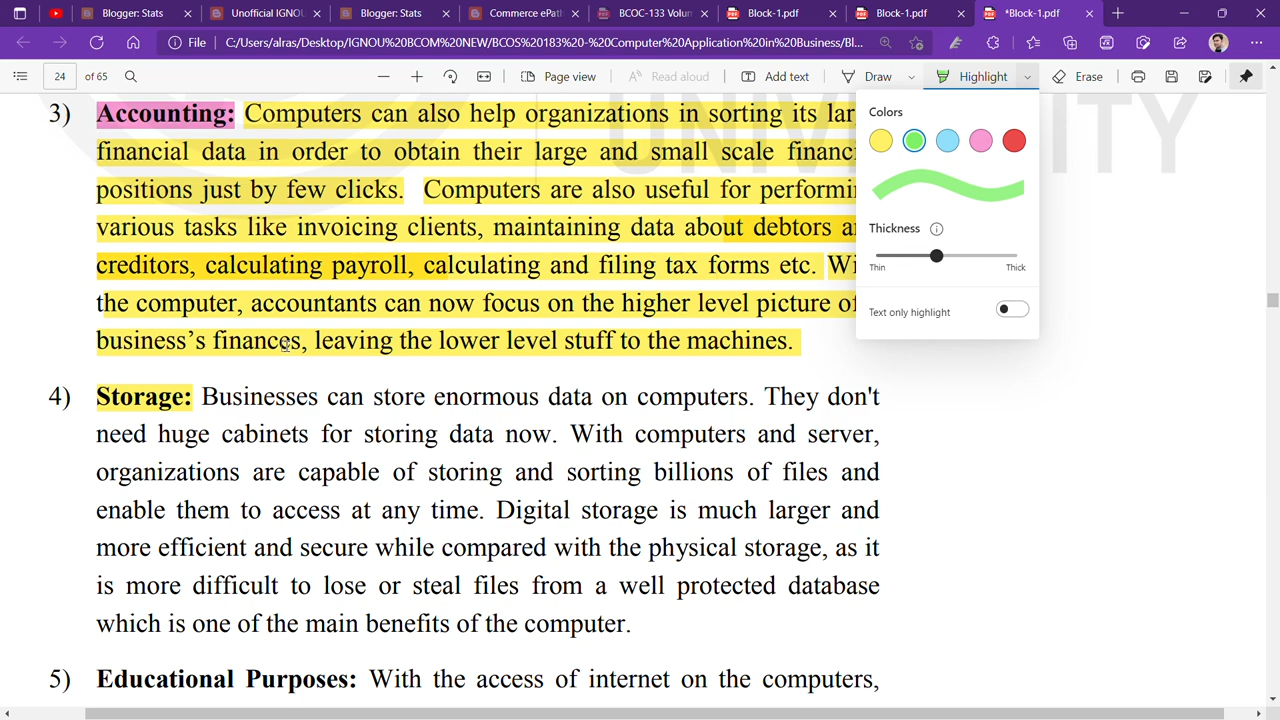 Blogger: Stats
Unofficial IGNOU
Blogger: Stats
Commerce ePath
BCOC-133 Volum
Block-1.pdf
Block-1.pdf
*Block-1.pdf
File
C:/Users/alras/Desktop/IGNOU%20BCOM%20NEW/BCOS%20183%20-%20Computer%20Application%20in%20Business/Bl...
24 of 65
Page view
Read aloud
Add text
Draw
Highlight
Erase
UNIVERSITY
3) Accounting: Computers can also help organizations in sorting its lar
financial data in order to obtain their large and small scale financi
positions just by few clicks. Computers are also useful for performi
various tasks like invoicing clients, maintaining data about debtors a
creditors, calculating payroll, calculating and filing tax forms etc. Wi
the computer, accountants can now focus on the higher level picture of
business's finances, leaving the lower level stuff to the machines.
4) Storage: Businesses can store enormous data on computers. They don't
need huge cabinets for storing data now. With computers and server,
organizations are capable of storing and sorting billions of files and
enable them to access at any time. Digital storage is much larger and
more efficient and secure while compared with the physical storage, as it
is more difficult to lose or steal files from a well protected database
which is one of the main benefits of the computer.
5) Educational Purposes: With the access of internet on the computers,
Colors
Thickness
Thin
Thick
Text only highlight